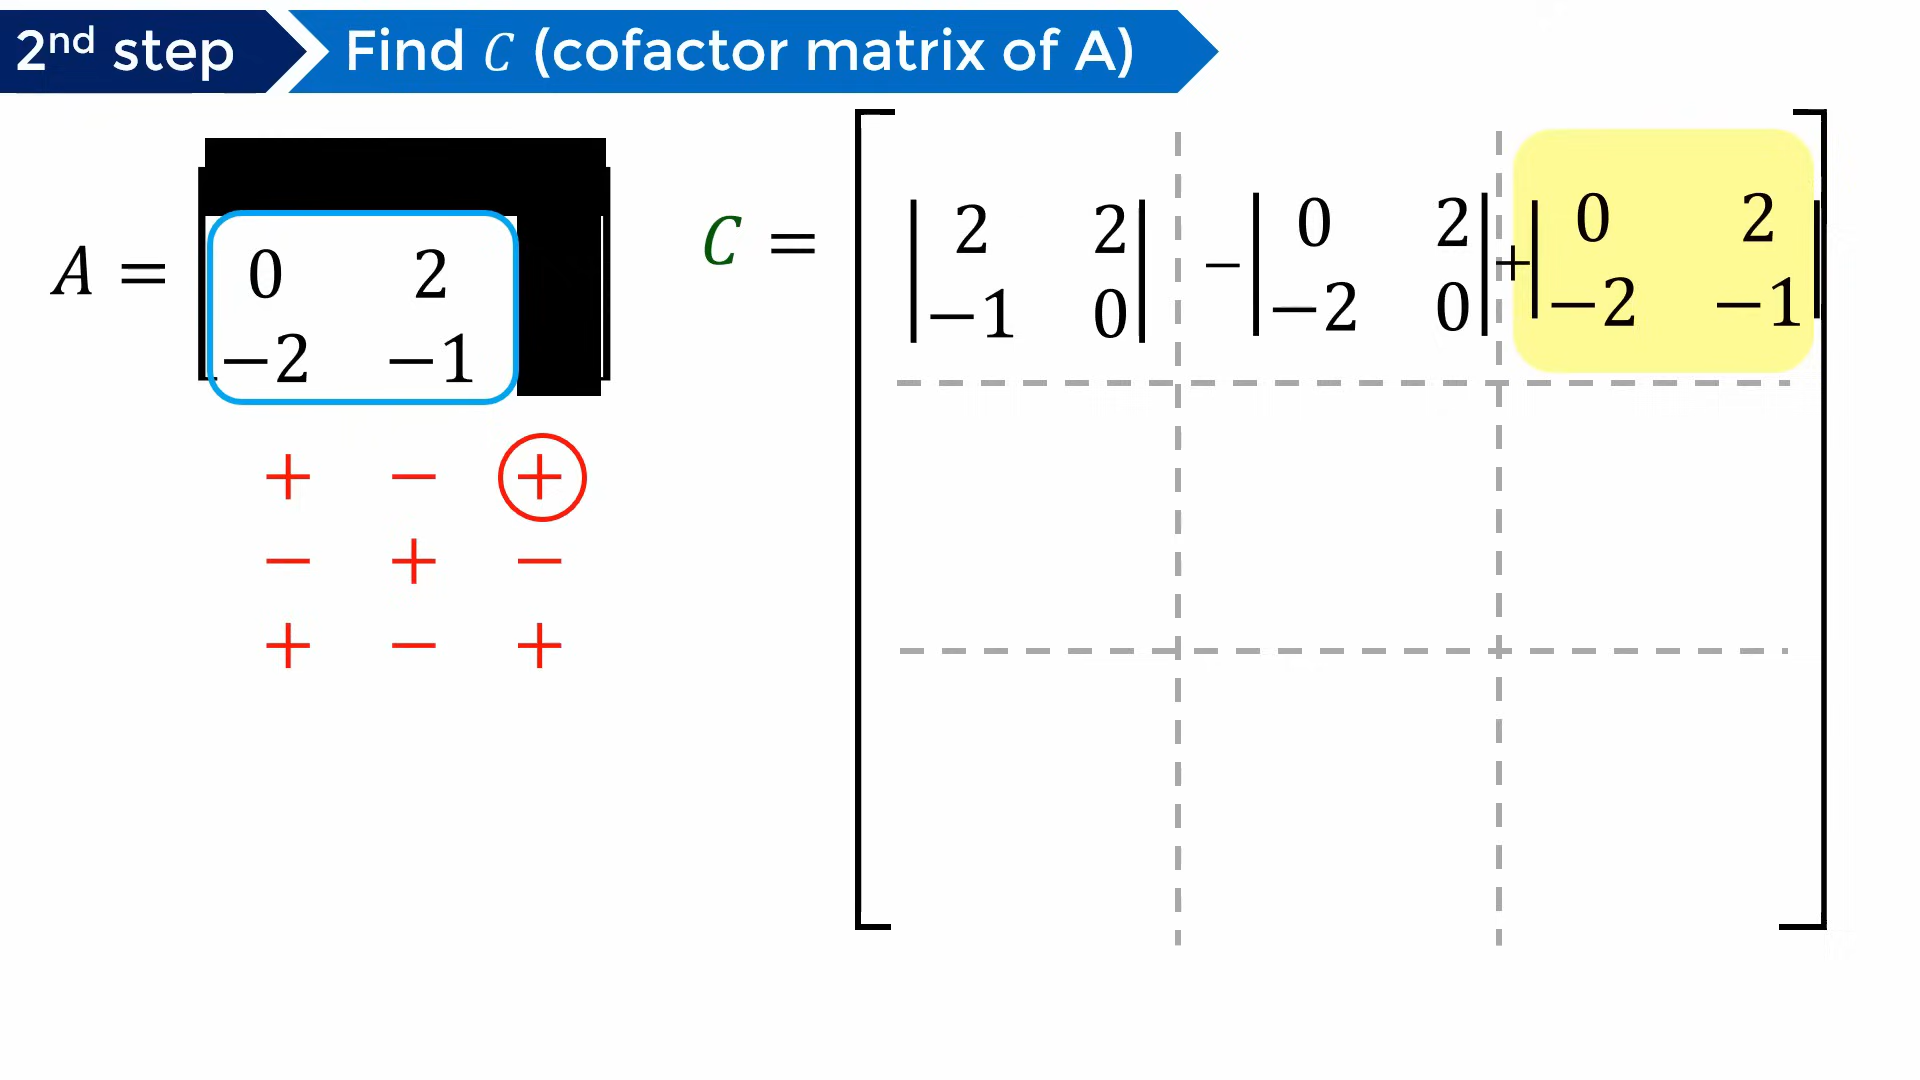 2nd step Find C (cofactor matrix of A)
A = [ 0 2
−2 −1 ]
C = [ | 2 2 | − | 0 2 | + | 0 2 |
| −1 0 | | −2 0 | | −2 −1 | ]
+ − +
− + −
+ − +